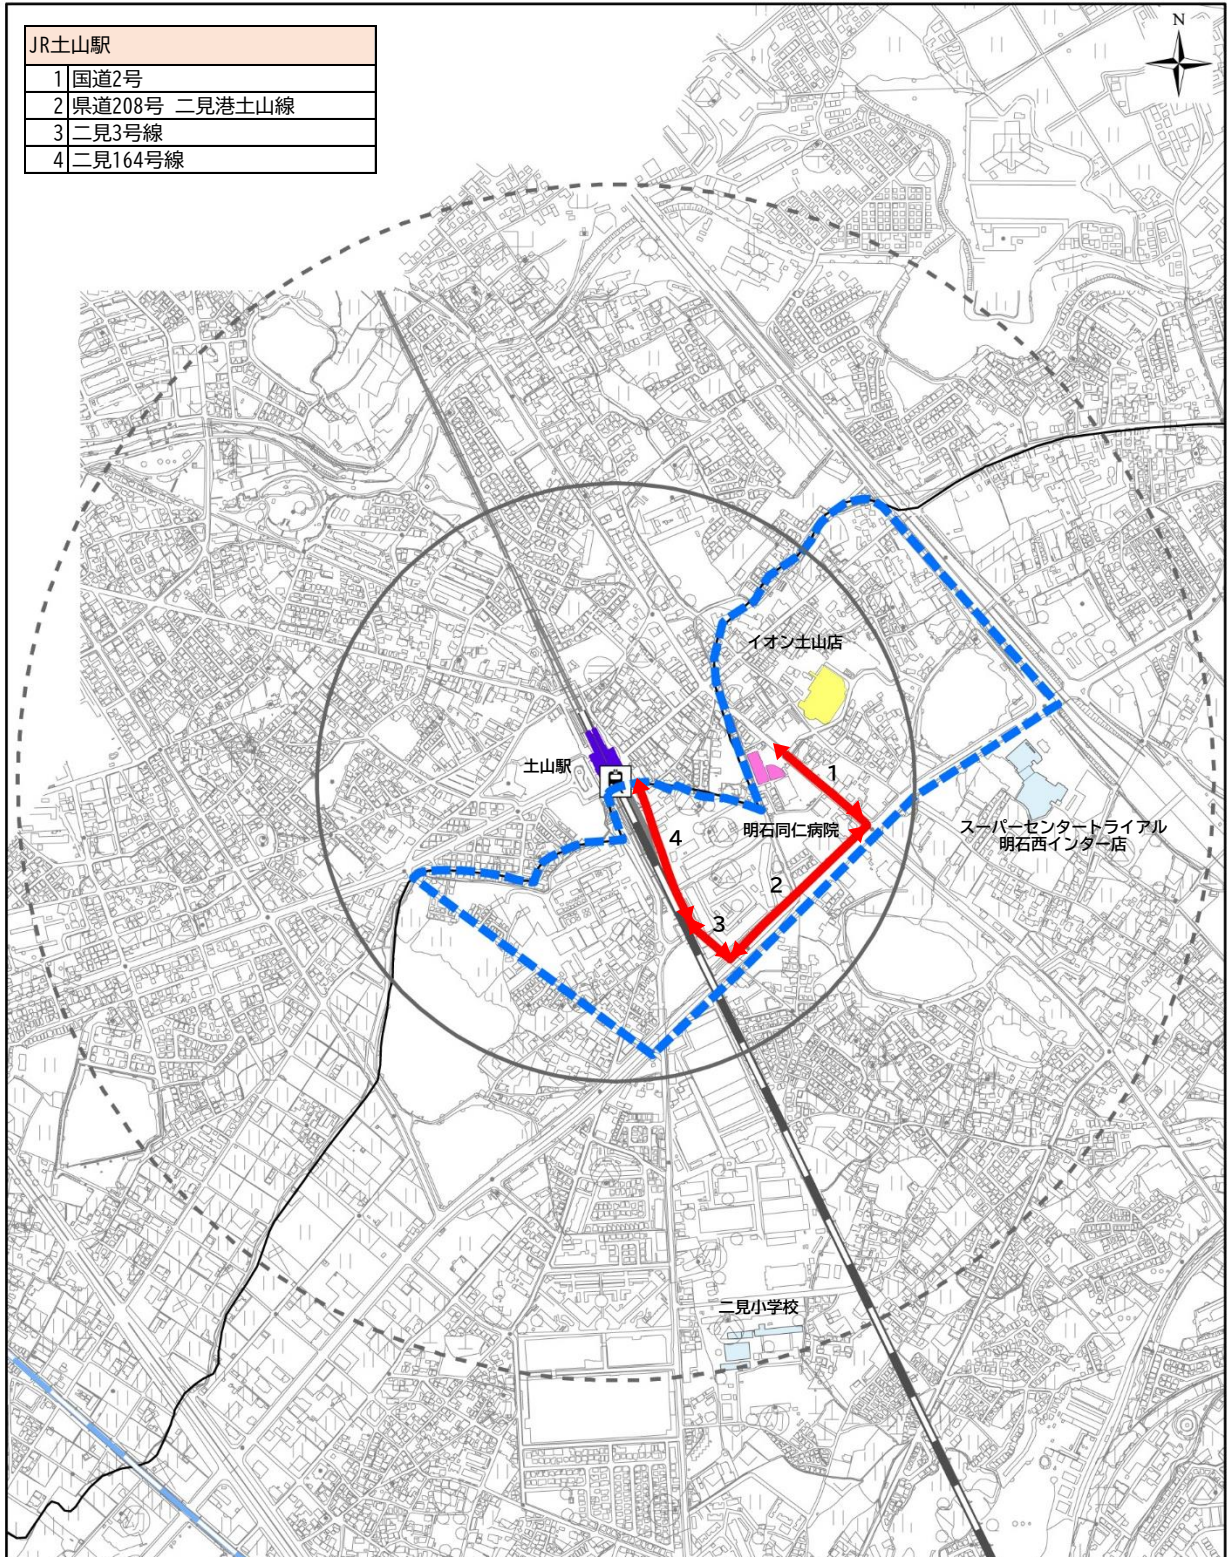 N
JR土山駅
1 国道2号
2 県道208号 二見港土山線
3 二見3号線
4 二見164号線
イオン土山店
土山駅
1
明石同仁病院
スーパーセンタートライアル
明石西インター店
4
2
3
二見小学校